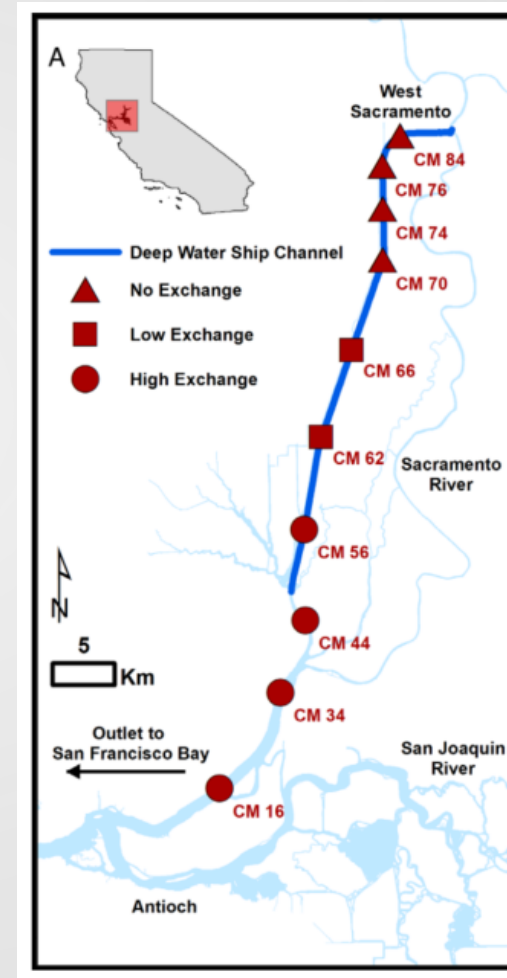 A
West
Sacramento
CM 84
CM 76
CM 74
CM 70
Deep Water Ship Channel
No Exchange
Low Exchange
High Exchange
CM 66
CM 62
Sacramento
River
CM 56
N
CM 44
5
Km
CM 34
Outlet to
San Francisco Bay
San Joaquin
River
CM 16
Antioch